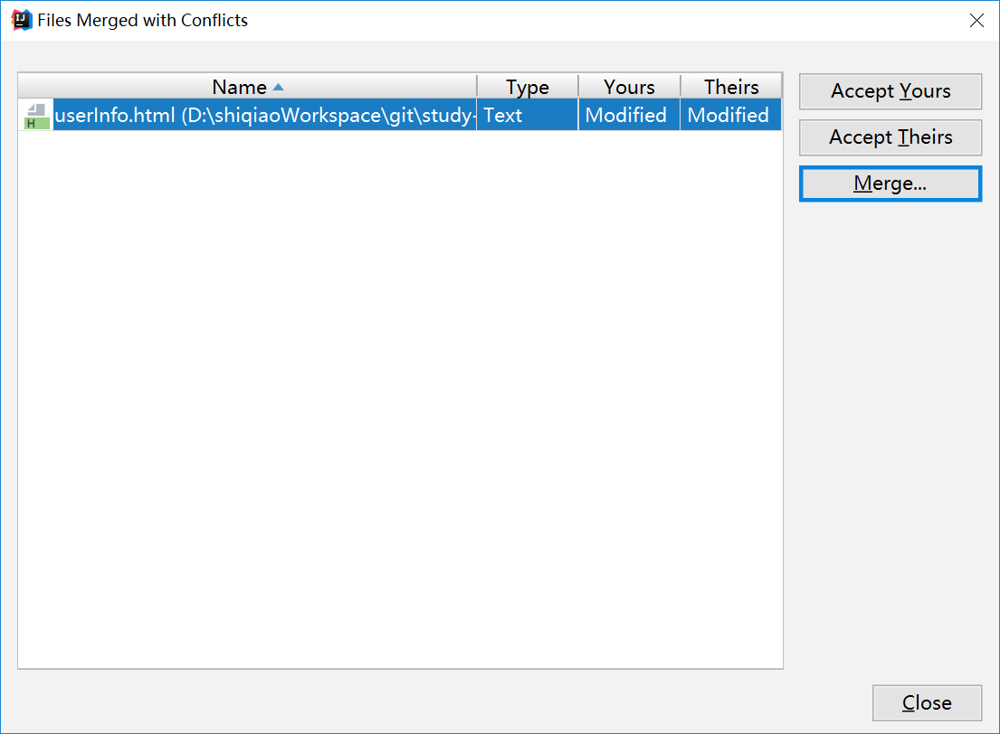 Files Merged with Conflicts
Name Type Yours Theirs
userInfo.html (D:\shiqiaoWorkspace\git\study- Text Modified Modified
Accept Yours
Accept Theirs
Merge...
Close